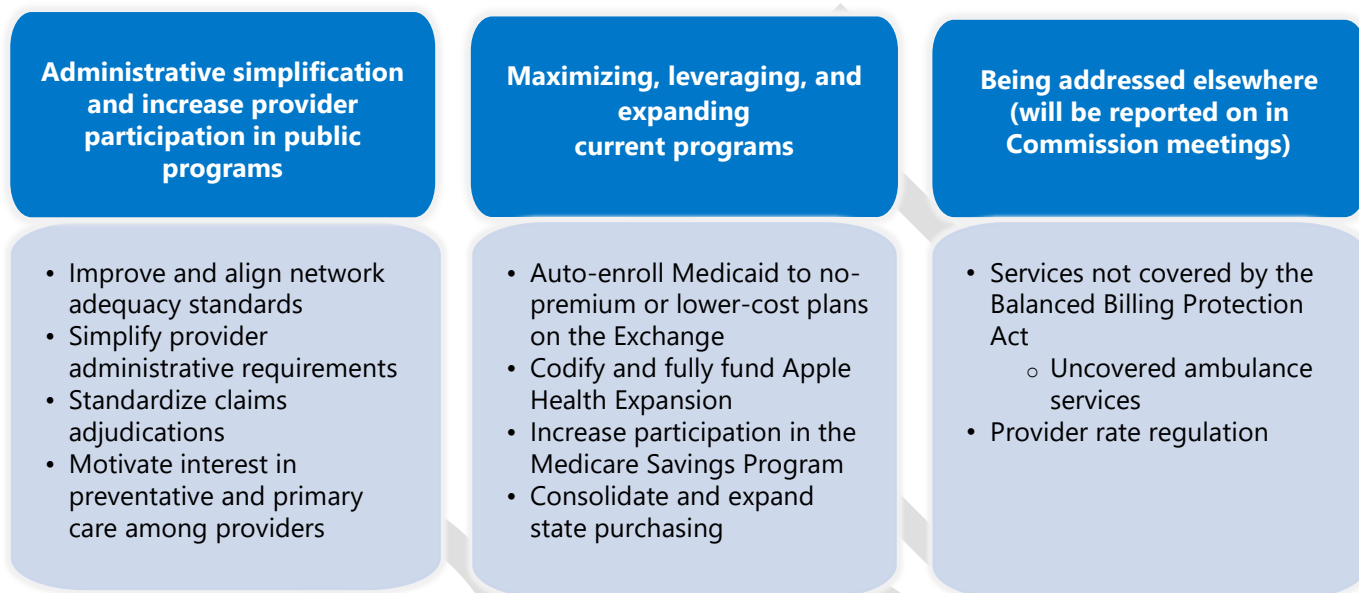 Administrative simplification
and increase provider
participation in public
programs
• Improve and align network
adequacy standards
• Simplify provider
administrative requirements
• Standardize claims
adjudications
• Motivate interest in
preventative and primary
care among providers
Maximizing, leveraging, and
expanding
current programs
• Auto-enroll Medicaid to no-
premium or lower-cost plans
on the Exchange
• Codify and fully fund Apple
Health Expansion
• Increase participation in the
Medicare Savings Program
• Consolidate and expand
state purchasing
Being addressed elsewhere
(will be reported on in
Commission meetings)
• Services not covered by the
Balanced Billing Protection
Act
o Uncovered ambulance
services
• Provider rate regulation